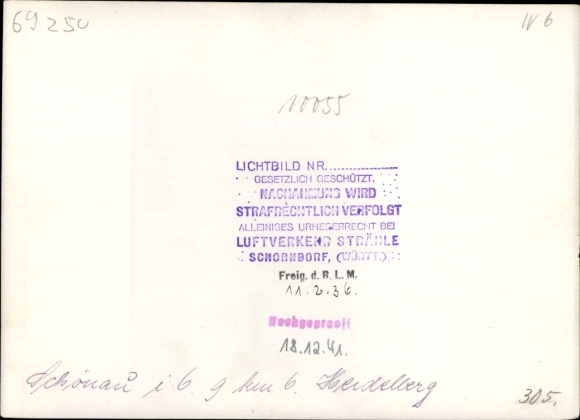 69250
IV 6
10055
LICHTBILD NR.
GESETZLICH GESCHÜTZT.
NACHAHMUNG WIRD
STRAFRECHTLICH VERFOLGT
ALLEINIGES URHEBERRECHT BEI
LUFTVERKEHR STRÄHLE
SCHORNDORF, (WÜRTT.)
Freig. d. R. L. M.
11.2.36.
Nachgeprüft
18.12.41.
Schönau i. b. 9 km b. Heidelberg
305.